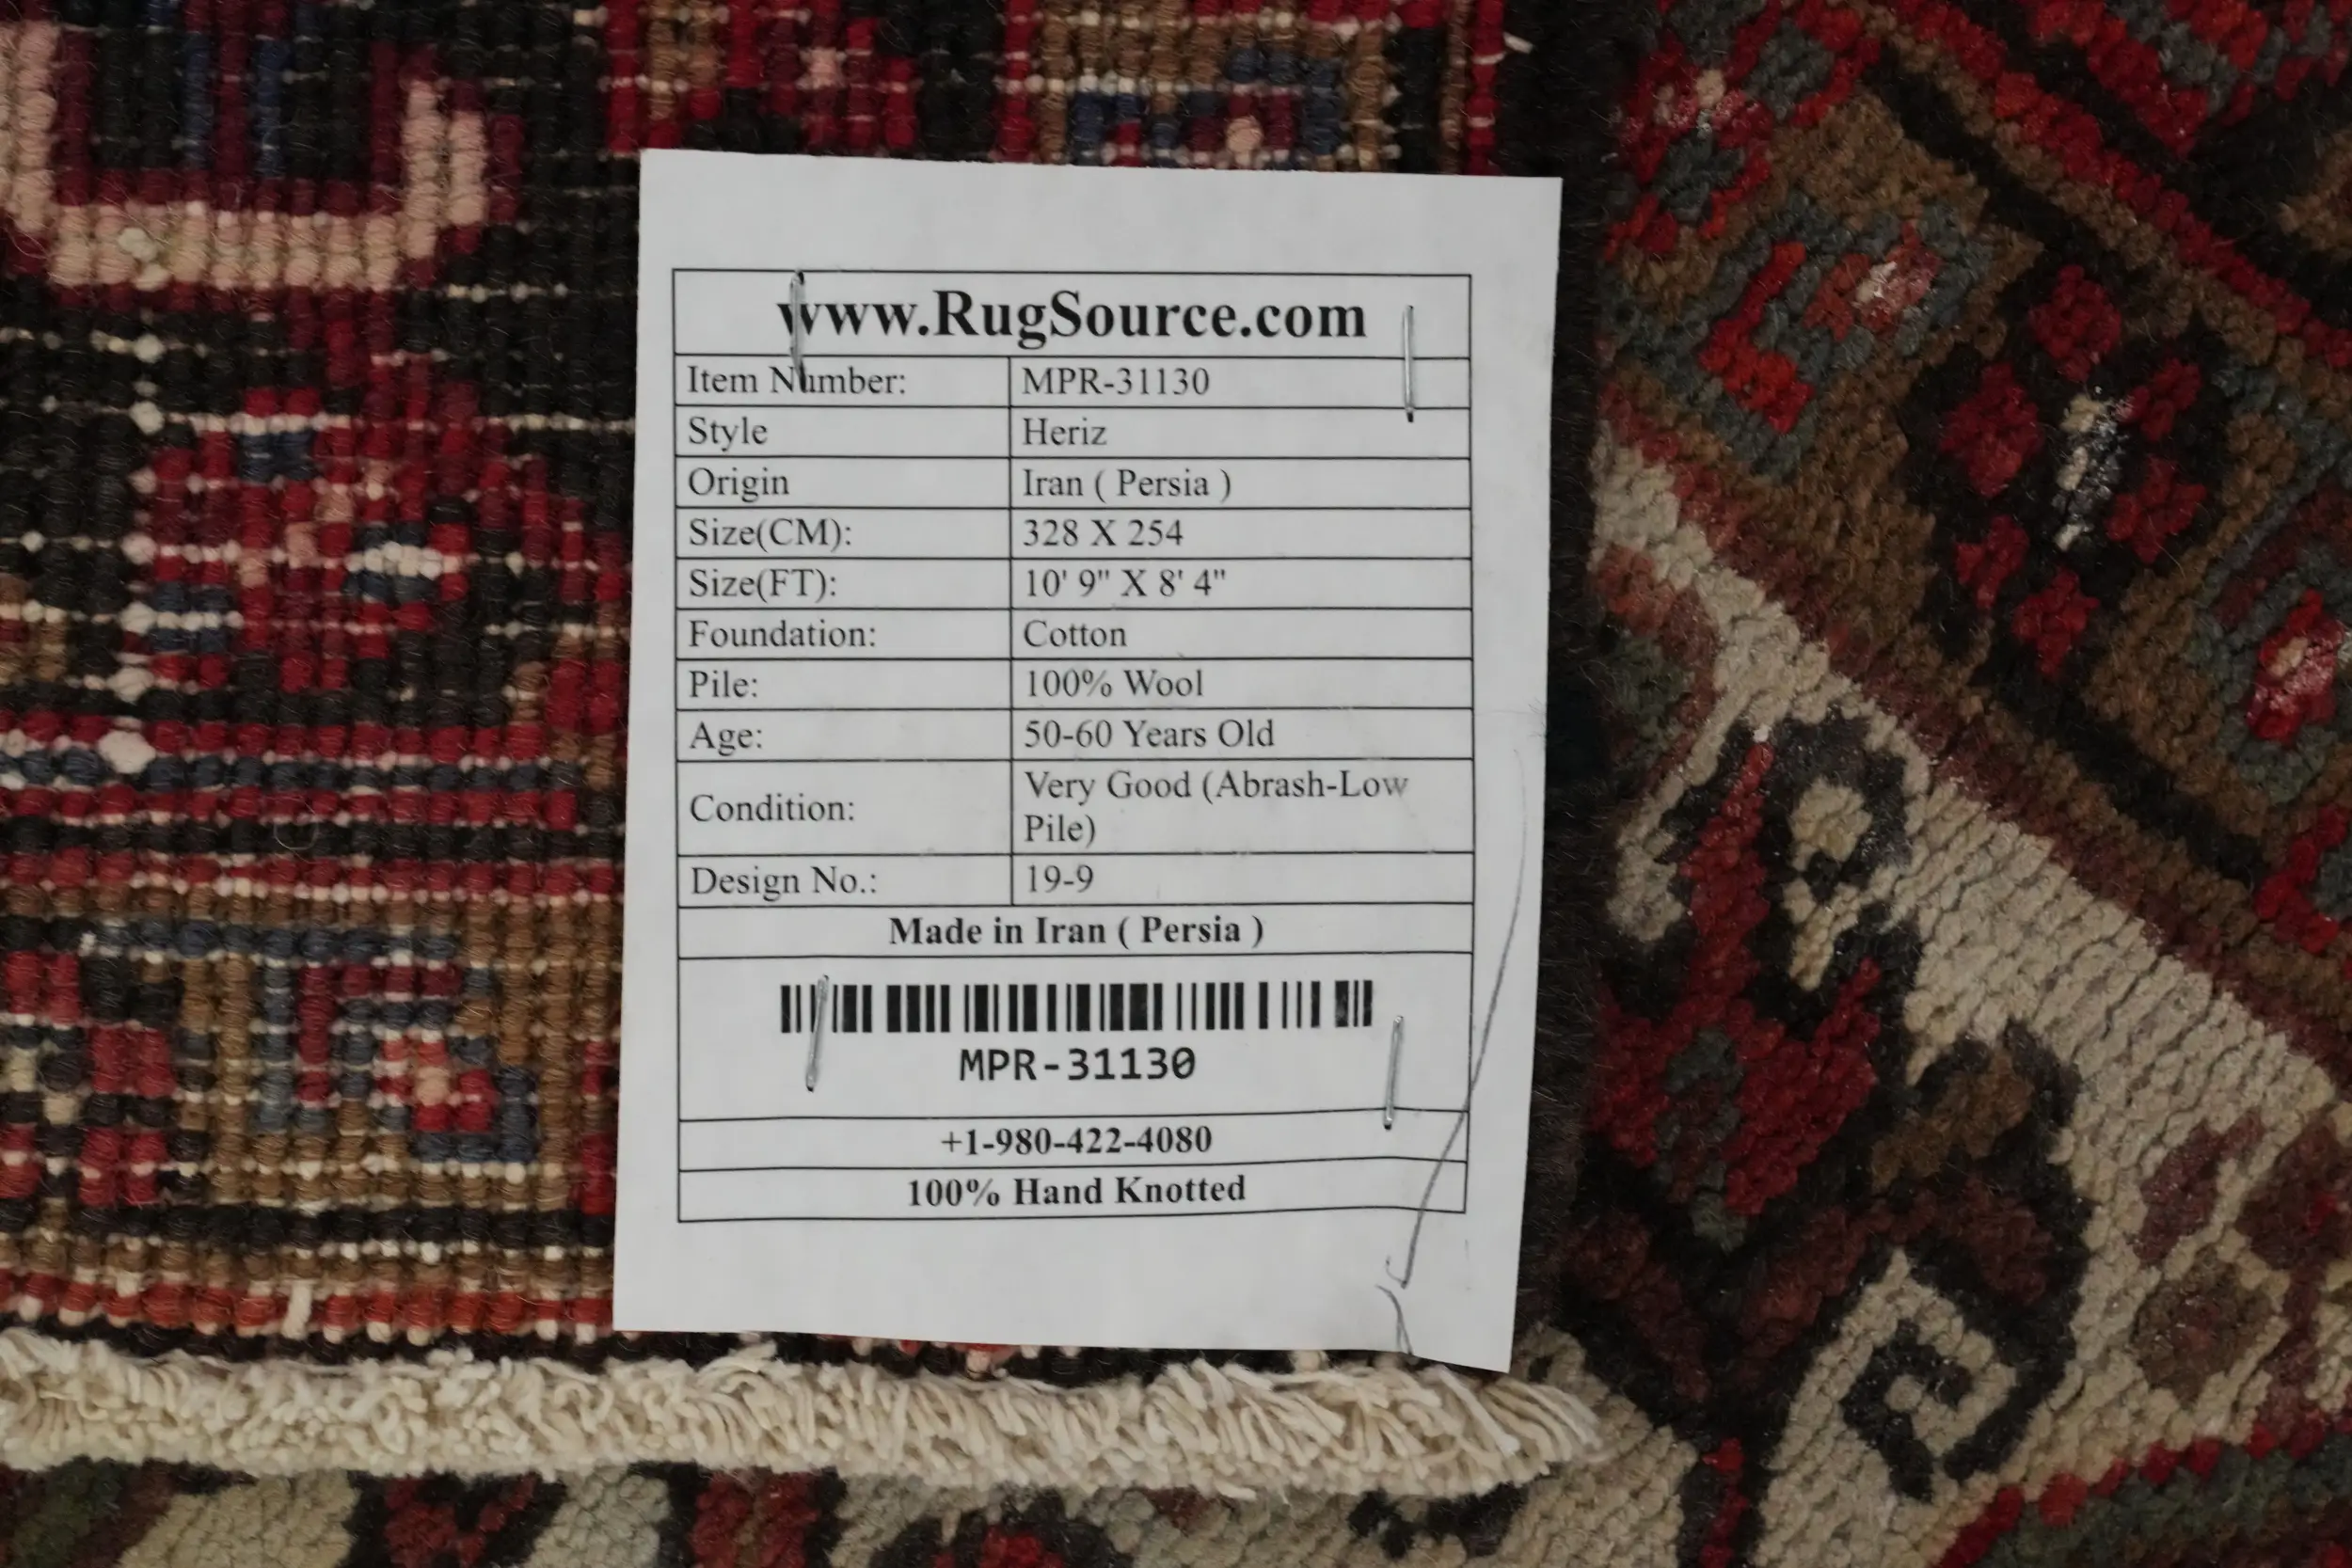 www.RugSource.com
Item Number: MPR-31130
Style Heriz
Origin Iran ( Persia )
Size(CM): 328 X 254
Size(FT): 10' 9" X 8' 4"
Foundation: Cotton
Pile: 100% Wool
Age: 50-60 Years Old
Condition: Very Good (Abrash-Low
Pile)
Design No.: 19-9
Made in Iran ( Persia )
MPR-31130
+1-980-422-4080
100% Hand Knotted